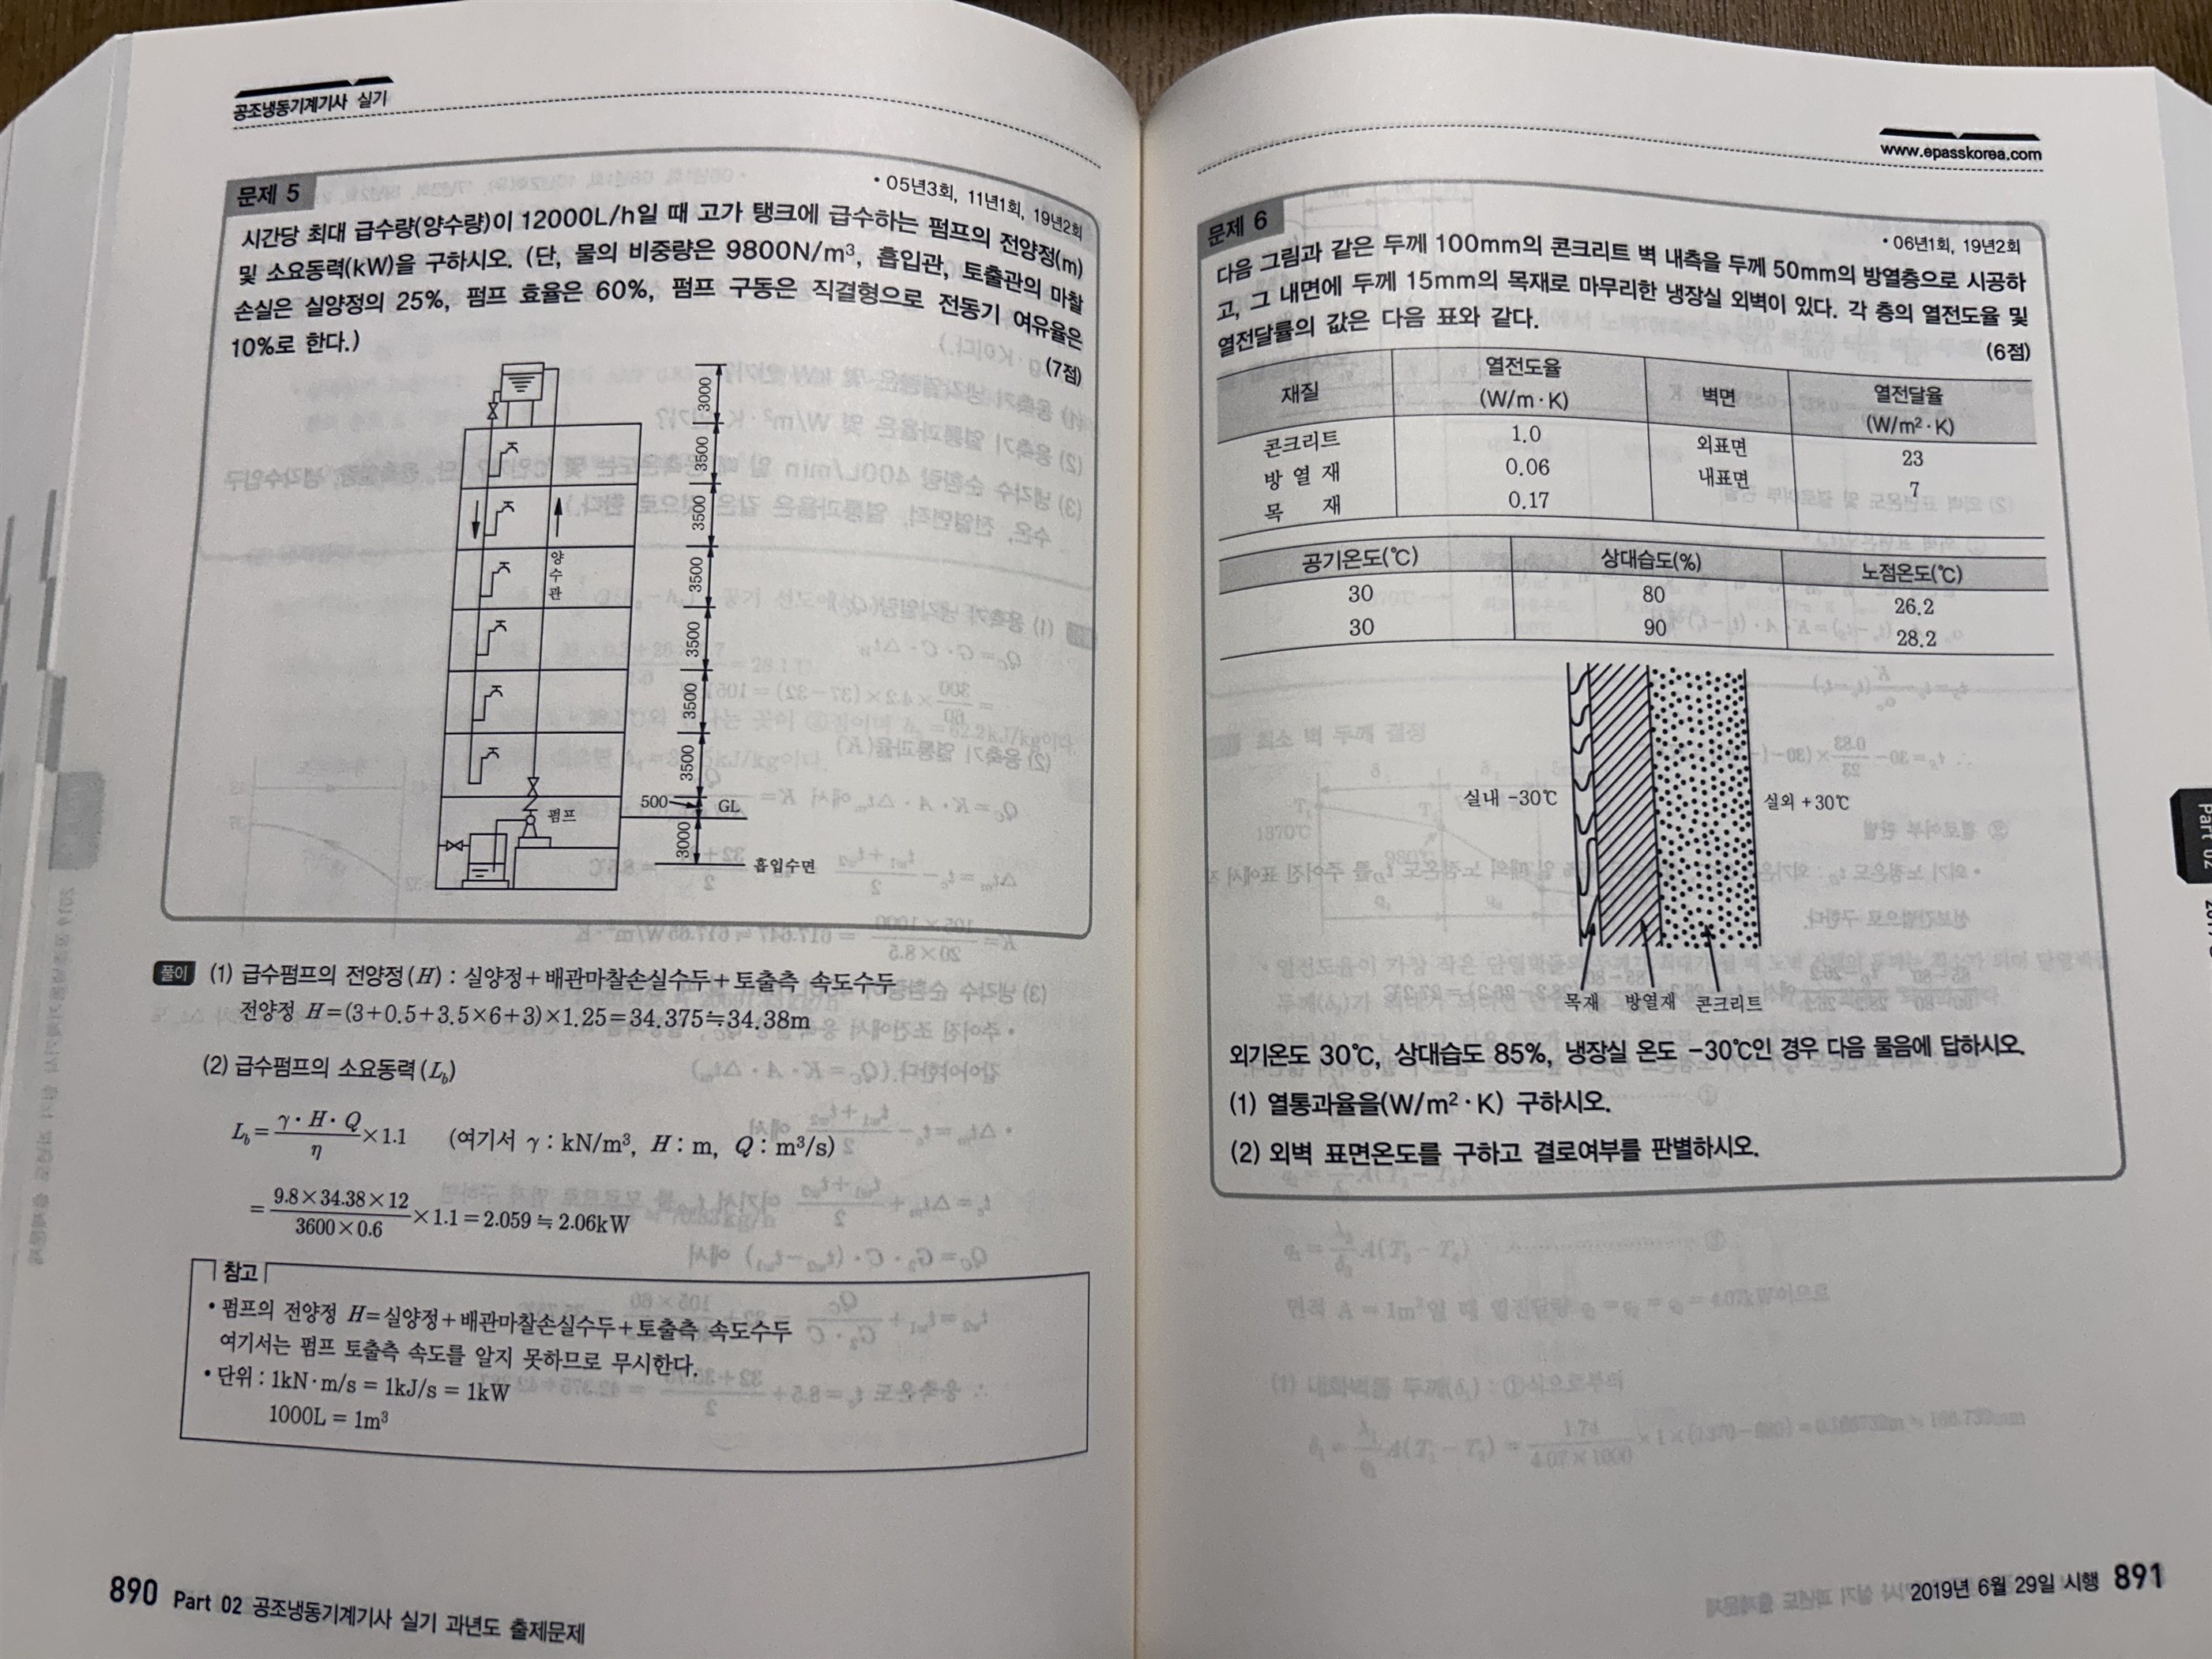 공조냉동기계기사 실기
문제 5
• 05년3회, 11년1회, 19년2회
시간당 최대 급수량(양수량)이 12000L/h일 때 고가 탱크에 급수하는 펌프의 전양정(m)
및 소요동력(kW)을 구하시오. (단, 물의 비중량은 9800N/m³, 흡입관, 토출관의 마찰
손실은 실양정의 25%, 펌프 효율은 60%, 펌프 구동은 직결형으로 전동기 여유율은
10%로 한다.)
(7점)
3000
3500
3500
3500
3500
3500
3500
양수관
500
GL
펌프
3000
흡입수면
풀이 (1) 급수펌프의 전양정(H) : 실양정+배관마찰손실수두+토출측 속도수두
전양정 H=(3+0.5+3.5×6+3)×1.25=34.375≒34.38m
(2) 급수펌프의 소요동력(L_b)
L_b = γ·H·Q / η ×1.1 (여기서 γ : kN/m³, H : m, Q : m³/s)
= 9.8×34.38×12 / 3600×0.6 ×1.1 = 2.059 ≒ 2.06kW
참고
• 펌프의 전양정 H=실양정+배관마찰손실수두+토출측 속도수두
여기서는 펌프 토출측 속도를 알지 못하므로 무시한다.
• 단위 : 1kN·m/s = 1kJ/s = 1kW
1000L = 1m³
890 Part 02 공조냉동기계기사 실기 과년도 출제문제
www.epasskorea.com
문제 6
• 06년1회, 19년2회
다음 그림과 같은 두께 100mm의 콘크리트 벽 내측을 두께 50mm의 방열층으로 시공하
고, 그 내면에 두께 15mm의 목재로 마무리한 냉장실 외벽이 있다. 각 층의 열전도율 및
열전달률의 값은 다음 표와 같다.
(6점)
재질 열전도율 (W/m·K) 벽면 열전달율 (W/m²·K)
콘크리트 1.0 외표면 23
방 열 재 0.06 내표면 7
목 재 0.17
공기온도(℃) 상대습도(%) 노점온도(℃)
30 80 26.2
30 90 28.2
실내 -30℃
실외 +30℃
목재 방열재 콘크리트
외기온도 30℃, 상대습도 85%, 냉장실 온도 -30℃인 경우 다음 물음에 답하시오.
(1) 열통과율을(W/m²·K) 구하시오.
(2) 외벽 표면온도를 구하고 결로여부를 판별하시오.
Part 02
2019년 6월 29일 시행 891